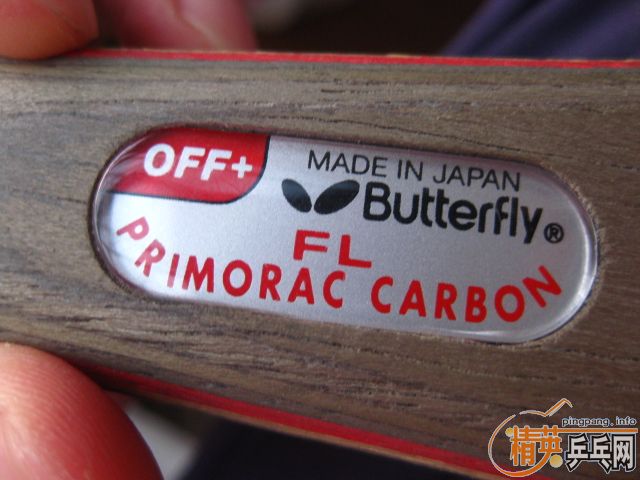 OFF+
MADE IN JAPAN
Butterfly®
FL
PRIMORAC CARBON
pingpang.info
精英乒乓网